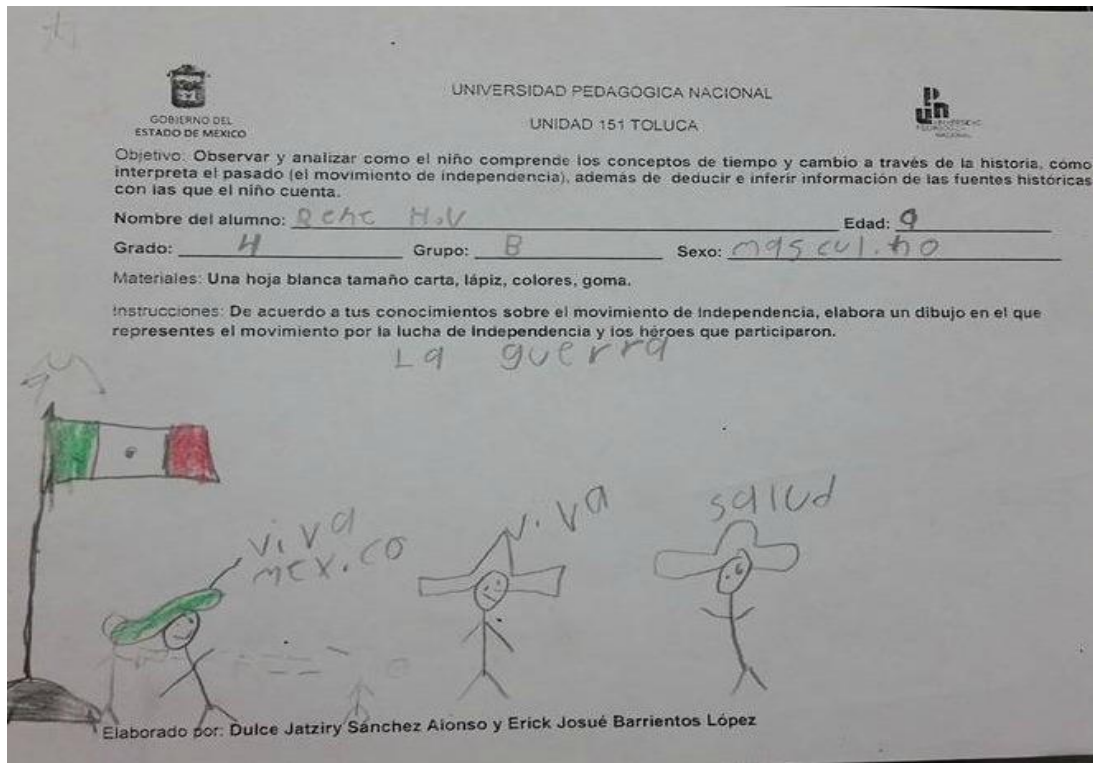 UNIVERSIDAD PEDAGÓGICA NACIONAL
UNIDAD 151 TOLUCA
GOBIERNO DEL
ESTADO DE MÉXICO
Objetivo: Observar y analizar como el niño comprende los conceptos de tiempo y cambio a través de la historia, como
interpreta el pasado (el movimiento de independencia), además de deducir e inferir información de las fuentes históricas
con las que el niño cuenta.
Nombre del alumno: H.V Edad: 9
Grado: 4 Grupo: B Sexo: masculino
Materiales: Una hoja blanca tamaño carta, lápiz, colores, goma.
Instrucciones: De acuerdo a tus conocimientos sobre el movimiento de Independencia, elabora un dibujo en el que
representes el movimiento por la lucha de Independencia y los héroes que participaron.
La guerra
viva
mexico
viva
salud
Elaborado por: Dulce Jatziry Sánchez Alonso y Erick Josué Barrientos López